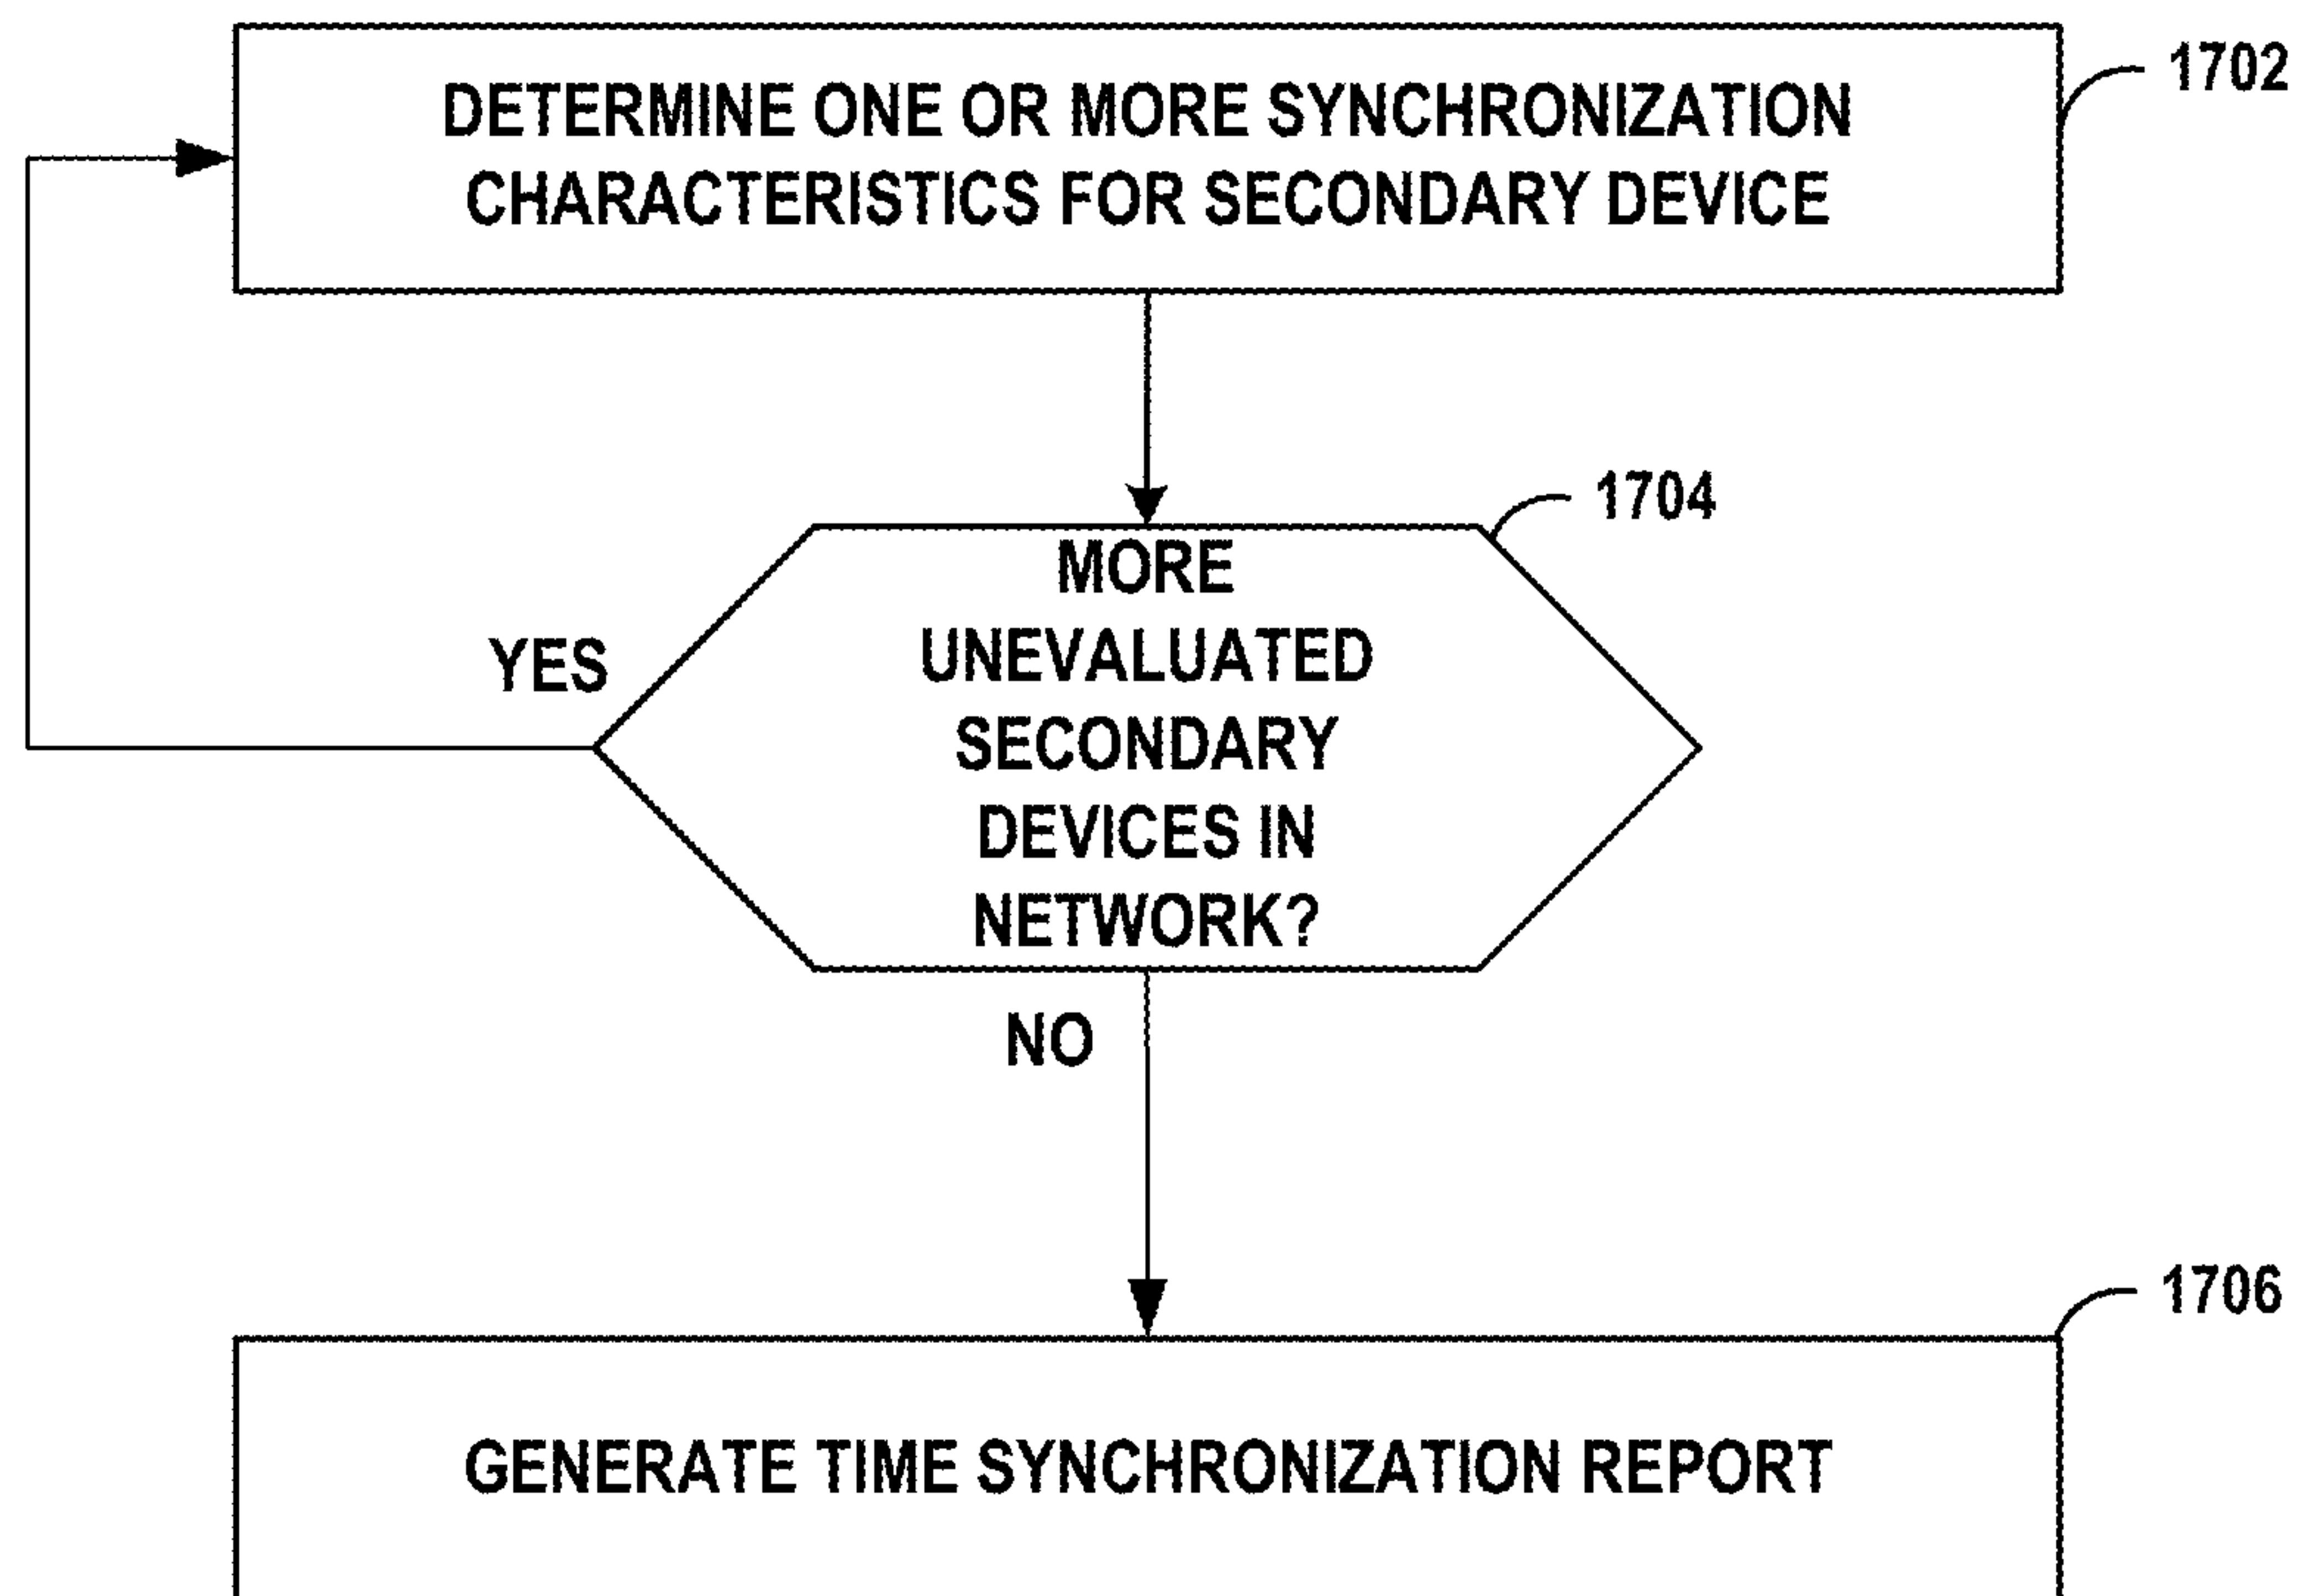 1702
DETERMINE ONE OR MORE SYNCHRONIZATION
CHARACTERISTICS FOR SECONDARY DEVICE
1704
MORE
UNEVALUATED
SECONDARY
DEVICES IN
NETWORK?
YES
NO
1706
GENERATE TIME SYNCHRONIZATION REPORT